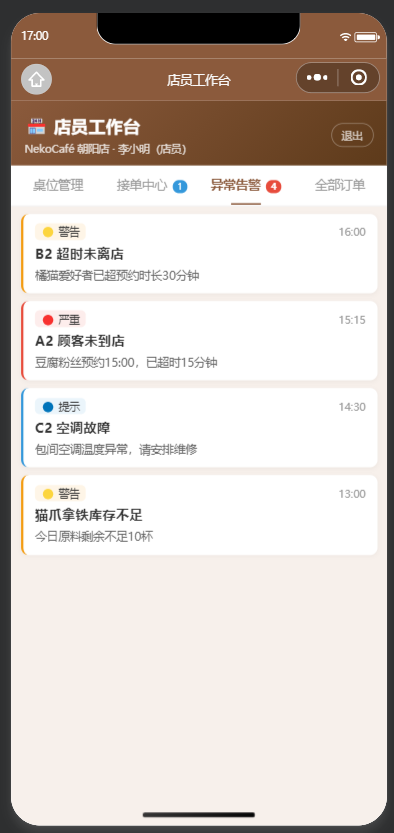 17:00
店员工作台
店员工作台
NekoCafé 朝阳店 · 李小明（店员）
退出
桌位管理 接单中心 1 异常告警 4 全部订单
警告 16:00
B2 超时未离店
橘猫爱好者已超预约时长30分钟
严重 15:15
A2 顾客未到店
豆腐粉丝预约15:00，已超时15分钟
提示 14:30
C2 空调故障
包间空调温度异常，请安排维修
警告 13:00
猫爪拿铁库存不足
今日原料剩余不足10杯